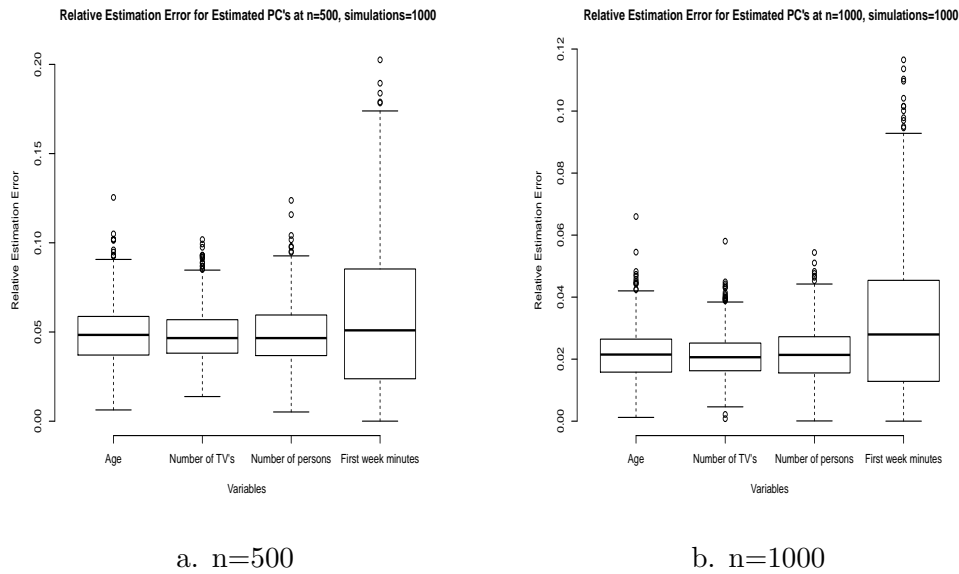 Relative Estimation Error for Estimated PC's at n=500, simulations=1000
Relative Estimation Error
0.20
0.15
0.10
0.05
0.00
Age Number of TV's Number of persons First week minutes
Variables
a. n=500
Relative Estimation Error for Estimated PC's at n=1000, simulations=1000
Relative Estimation Error
0.12
0.10
0.08
0.06
0.04
0.02
0.00
Age Number of TV's Number of persons First week minutes
Variables
b. n=1000